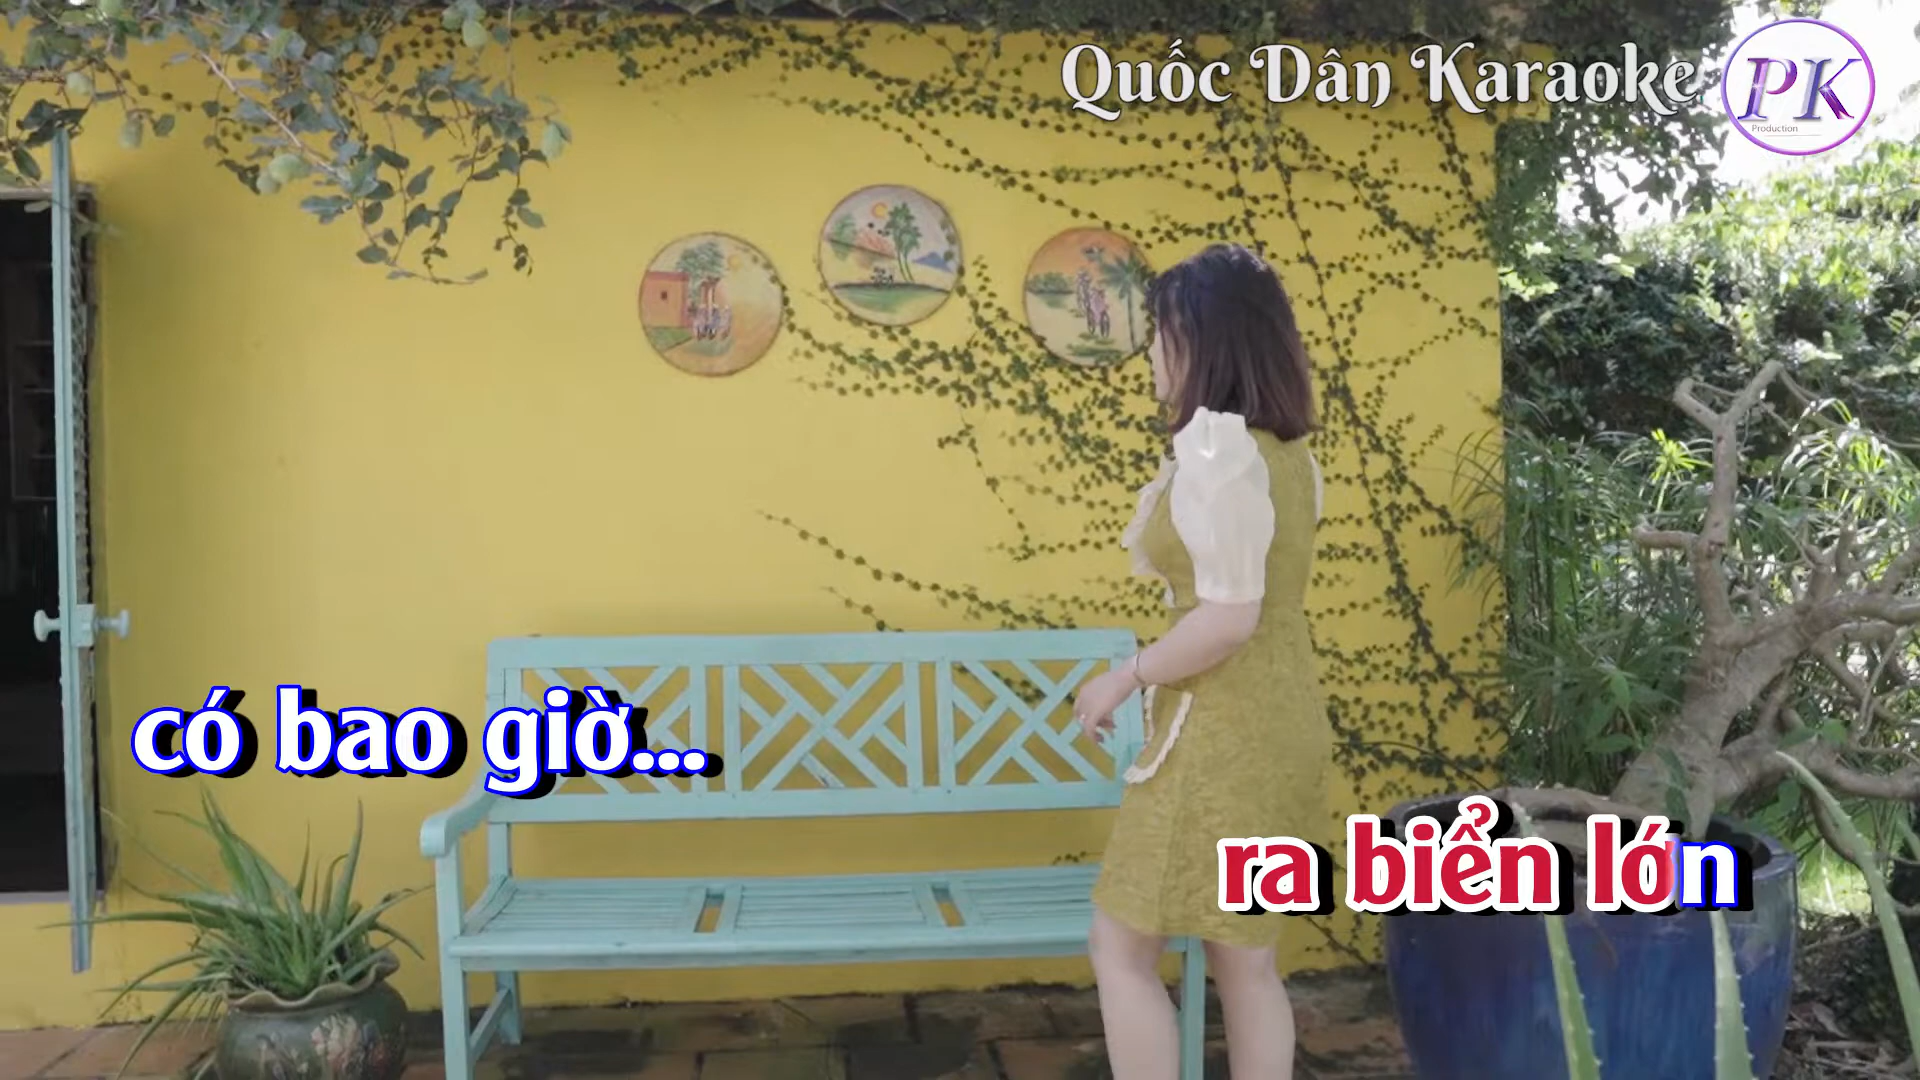 Quốc Dân Karaoke
PK
Production
có bao giờ...
ra biển lớn